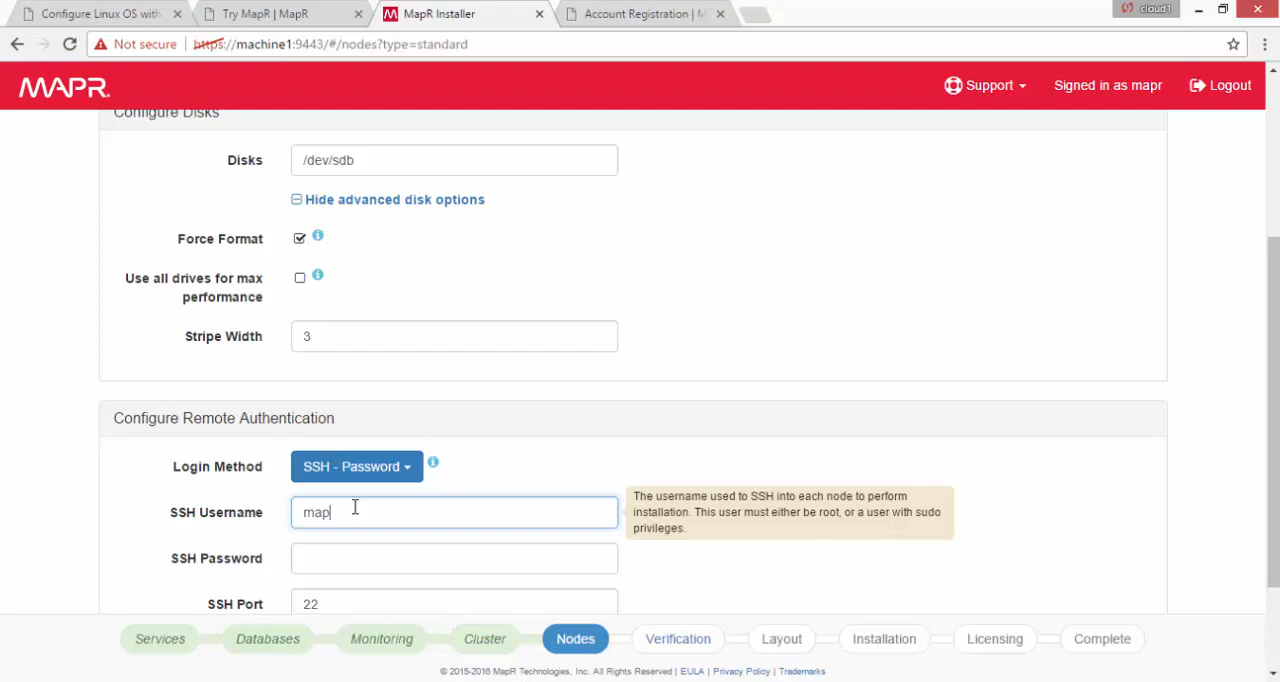 Configure Linux OS with
Try MapR | MapR
MapR Installer
Account Registration | M
cloud1
Not secure
https://machine1:9443/#/nodes?type=standard
MAPR.
Support
Signed in as mapr
Logout
Configure Disks
Disks
/dev/sdb
Hide advanced disk options
Force Format
Use all drives for max
performance
Stripe Width
3
Configure Remote Authentication
Login Method
SSH - Password
SSH Username
map
The username used to SSH into each node to perform
installation. This user must either be root, or a user with sudo
privileges.
SSH Password
SSH Port
22
Services
Databases
Monitoring
Cluster
Nodes
Verification
Layout
Installation
Licensing
Complete
© 2015-2016 MapR Technologies, Inc. All Rights Reserved | EULA | Privacy Policy | Trademarks